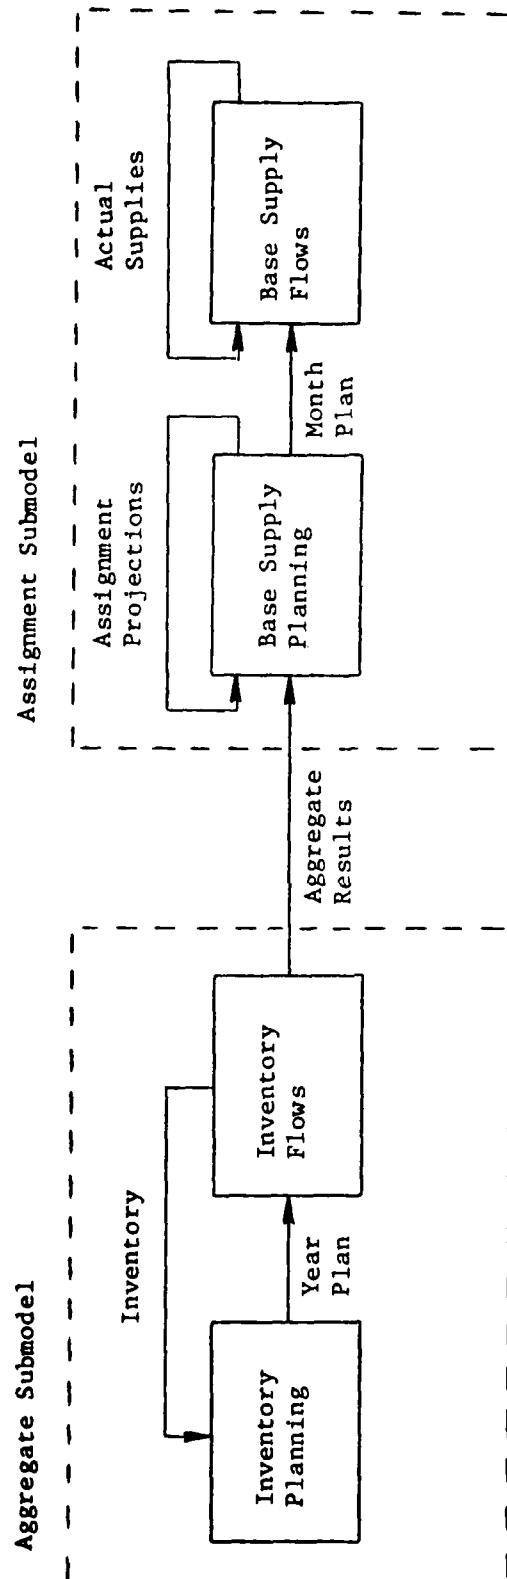 Aggregate Submodel
Inventory
Inventory
Planning
Year
Plan
Inventory
Flows
Aggregate
Results
Assignment Submodel
Assignment
Projections
Base Supply
Planning
Month
Plan
Actual
Supplies
Base Supply
Flows